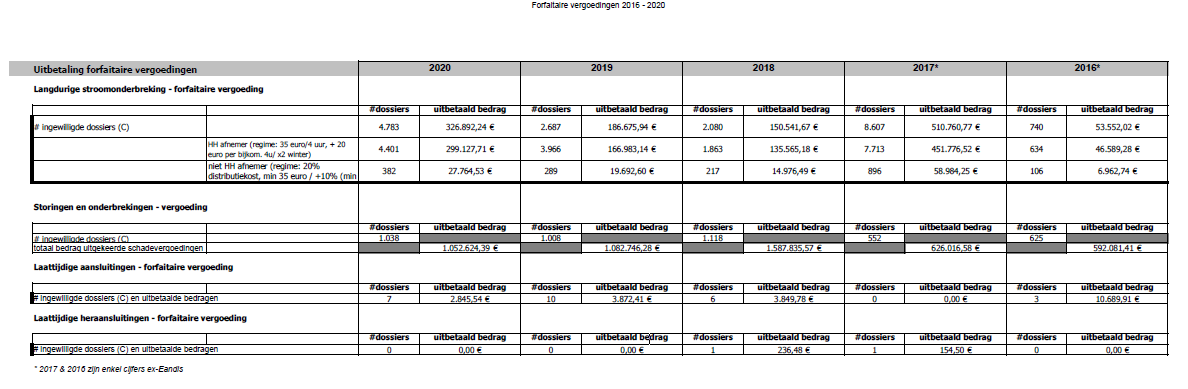 Forfaitaire vergoedingen 2016 - 2020
Uitbetaling forfaitaire vergoedingen 2020 2019 2018 2017* 2016*
Langdurige stroomonderbreking - forfaitaire vergoeding
#dossiers uitbetaald bedrag #dossiers uitbetaald bedrag #dossiers uitbetaald bedrag #dossiers uitbetaald bedrag #dossiers uitbetaald bedrag
# ingewilligde dossiers (C) 4.783 326.892,24 € 2.687 186.675,94 € 2.080 150.541,67 € 8.607 510.760,77 € 740 53.552,02 €
HH afnemer (regime: 35 euro/4 uur, + 20
euro per bijkom. 4u/ x2 winter) 4.401 299.127,71 € 3.966 166.983,14 € 1.863 135.565,18 € 7.713 451.776,52 € 634 46.589,28 €
niet HH afnemer (regime: 20%
distributiekost, min 35 euro / +10% (min 382 27.764,53 € 289 19.692,60 € 217 14.976,49 € 896 58.984,25 € 106 6.962,74 €
Storingen en onderbrekingen - vergoeding
#dossiers uitbetaald bedrag #dossiers uitbetaald bedrag #dossiers uitbetaald bedrag #dossiers uitbetaald bedrag #dossiers uitbetaald bedrag
# ingewilligde dossiers (C) 1.038 1.008 1.118 552 625
totaal bedrag uitgekeerde schadevergoedingen 1.052.624,39 € 1.082.746,28 € 1.587.835,57 € 626.016,58 € 592.081,41 €
Laattijdige aansluitingen - forfaitaire vergoeding
#dossiers uitbetaald bedrag #dossiers uitbetaald bedrag #dossiers uitbetaald bedrag #dossiers uitbetaald bedrag #dossiers uitbetaald bedrag
# ingewilligde dossiers (C) en uitbetaalde bedragen 7 2.845,54 € 10 3.872,41 € 6 3.849,78 € 0 0,00 € 3 10.689,91 €
Laattijdige heraansluitingen - forfaitaire vergoeding
#dossiers uitbetaald bedrag #dossiers uitbetaald bedrag #dossiers uitbetaald bedrag #dossiers uitbetaald bedrag #dossiers uitbetaald bedrag
# ingewilligde dossiers (C) en uitbetaalde bedragen 0 0,00 € 0 0,00 € 1 236,48 € 1 154,50 € 0 0,00 €
* 2017 & 2016 zijn enkel cijfers ex-Eandis